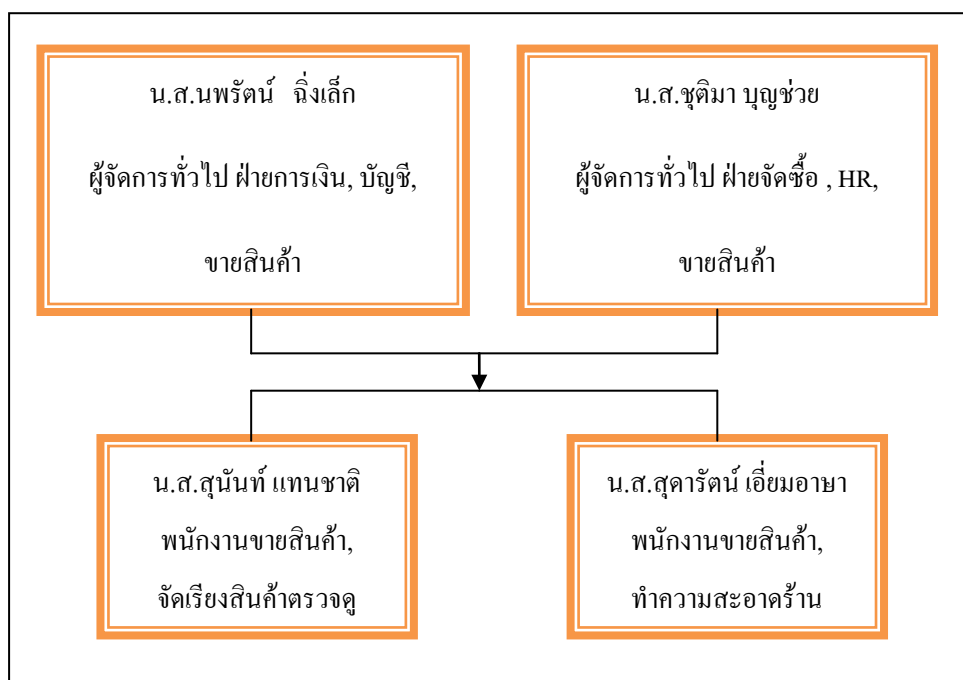 น.ส.นพรัตน์ ฉิ่งเล็ก
ผู้จัดการทั่วไป ฝ่ายการเงิน, บัญชี,
ขายสินค้า
น.ส.ชุติมา บุญช่วย
ผู้จัดการทั่วไป ฝ่ายจัดซื้อ , HR,
ขายสินค้า
น.ส.สุนันท์ แทนชาติ
พนักงานขายสินค้า,
จัดเรียงสินค้าตรวจดู
น.ส.สุดารัตน์ เอี่ยมอาษา
พนักงานขายสินค้า,
ทำความสะอาดร้าน